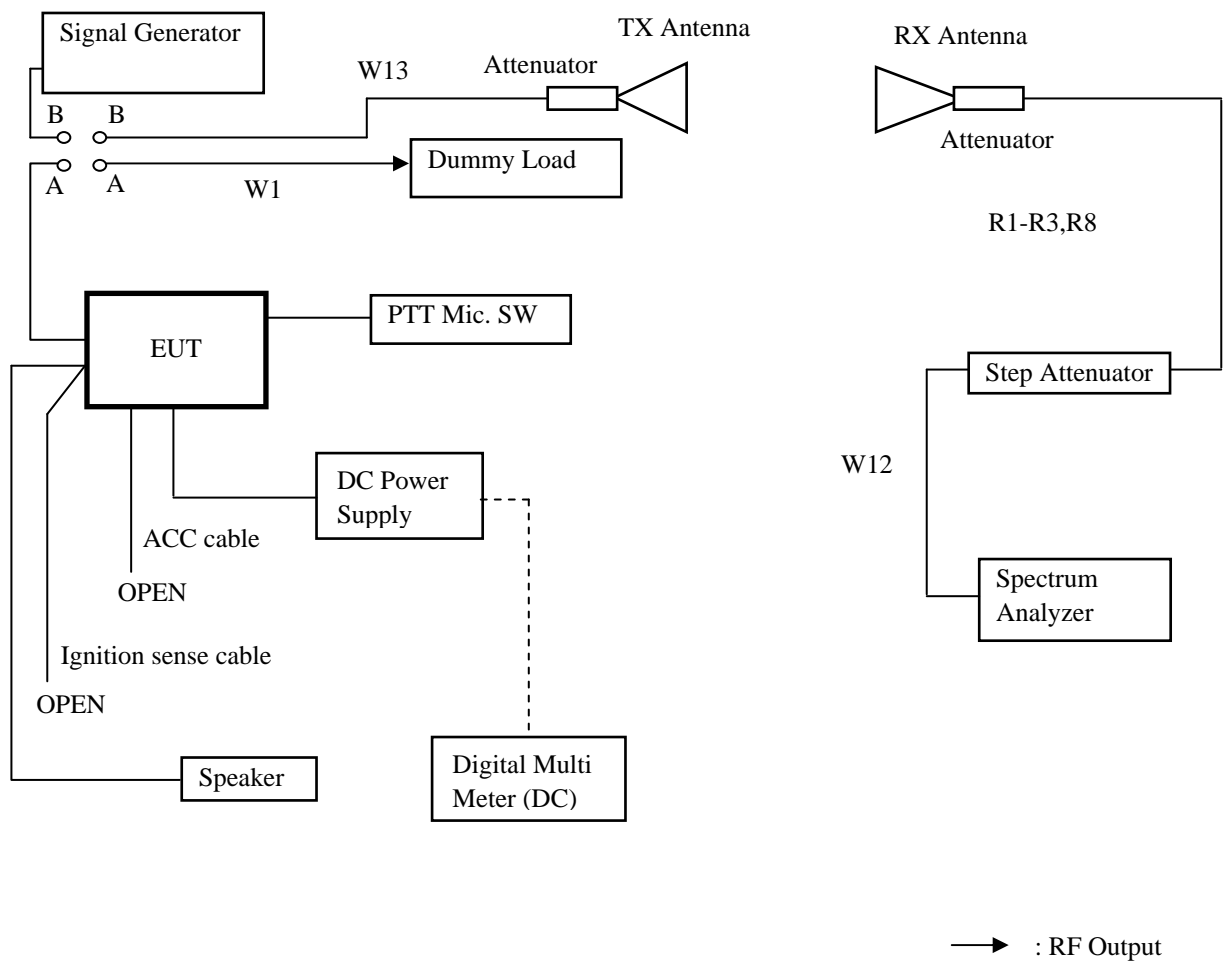 Signal Generator
TX Antenna
RX Antenna
W13
Attenuator
B
B
Attenuator
A
A
W1
Dummy Load
R1-R3,R8
EUT
PTT Mic. SW
Step Attenuator
W12
DC Power
Supply
ACC cable
OPEN
Spectrum
Analyzer
Ignition sense cable
OPEN
Speaker
Digital Multi
Meter (DC)
: RF Output